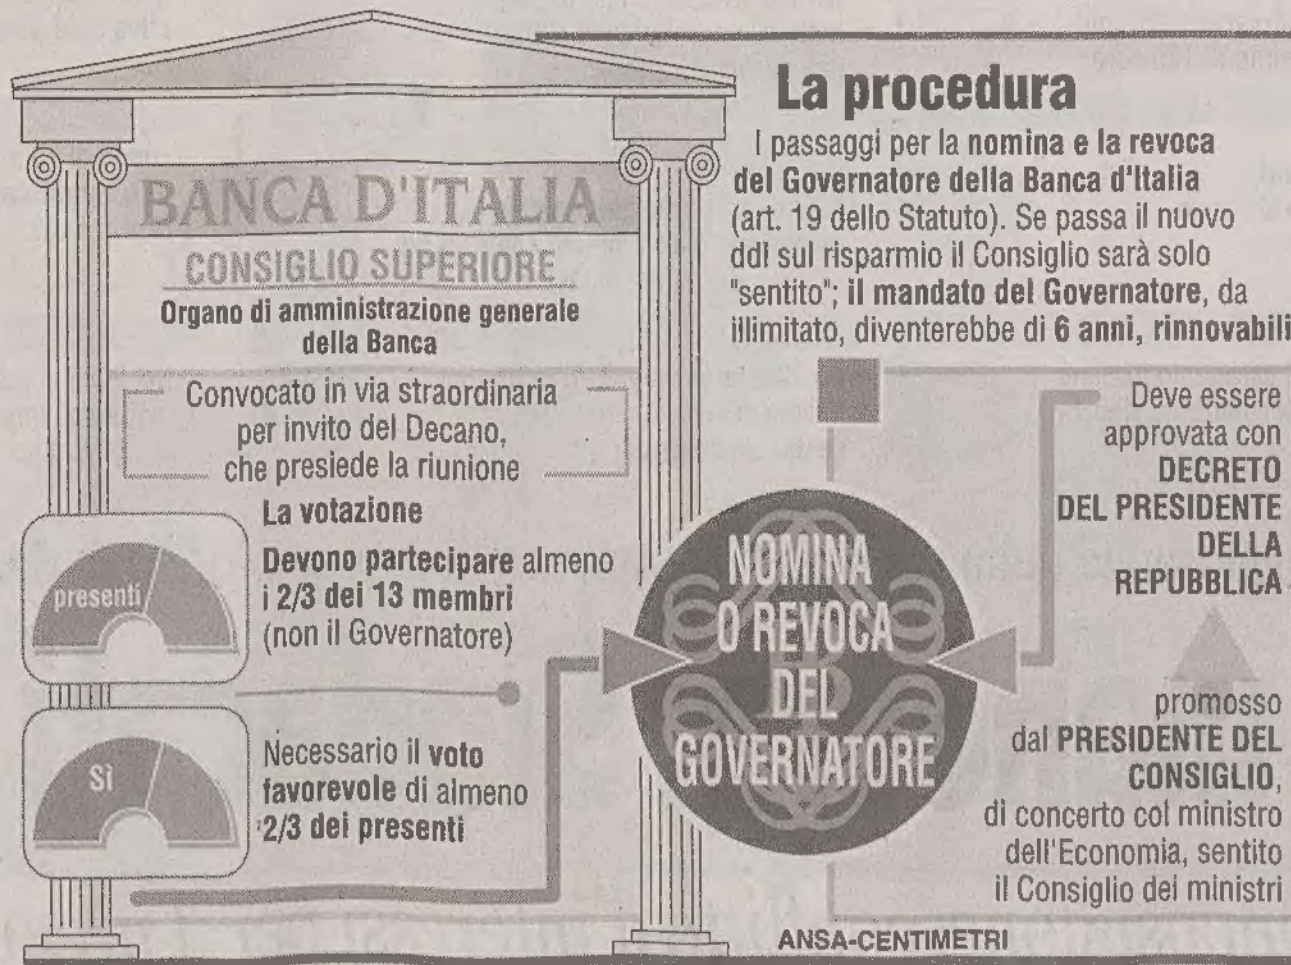 La procedura
I passaggi per la nomina e la revoca
del Governatore della Banca d'Italia
(art. 19 dello Statuto). Se passa il nuovo
ddl sul risparmio il Consiglio sarà solo
"sentito"; il mandato del Governatore, da
illimitato, diventerebbe di 6 anni, rinnovabili
BANCA D'ITALIA
CONSIGLIO SUPERIORE
Organo di amministrazione generale
della Banca
Convocato in via straordinaria
per invito del Decano,
che presiede la riunione
La votazione
Devono partecipare almeno
i 2/3 dei 13 membri
(non il Governatore)
presenti
Necessario il voto
favorevole di almeno
2/3 dei presenti
Sì
NOMINA
O REVOCA
DEL
GOVERNATORE
Deve essere
approvata con
DECRETO
DEL PRESIDENTE
DELLA
REPUBBLICA
promosso
dal PRESIDENTE DEL
CONSIGLIO,
di concerto col ministro
dell'Economia, sentito
il Consiglio dei ministri
ANSA-CENTIMETRI